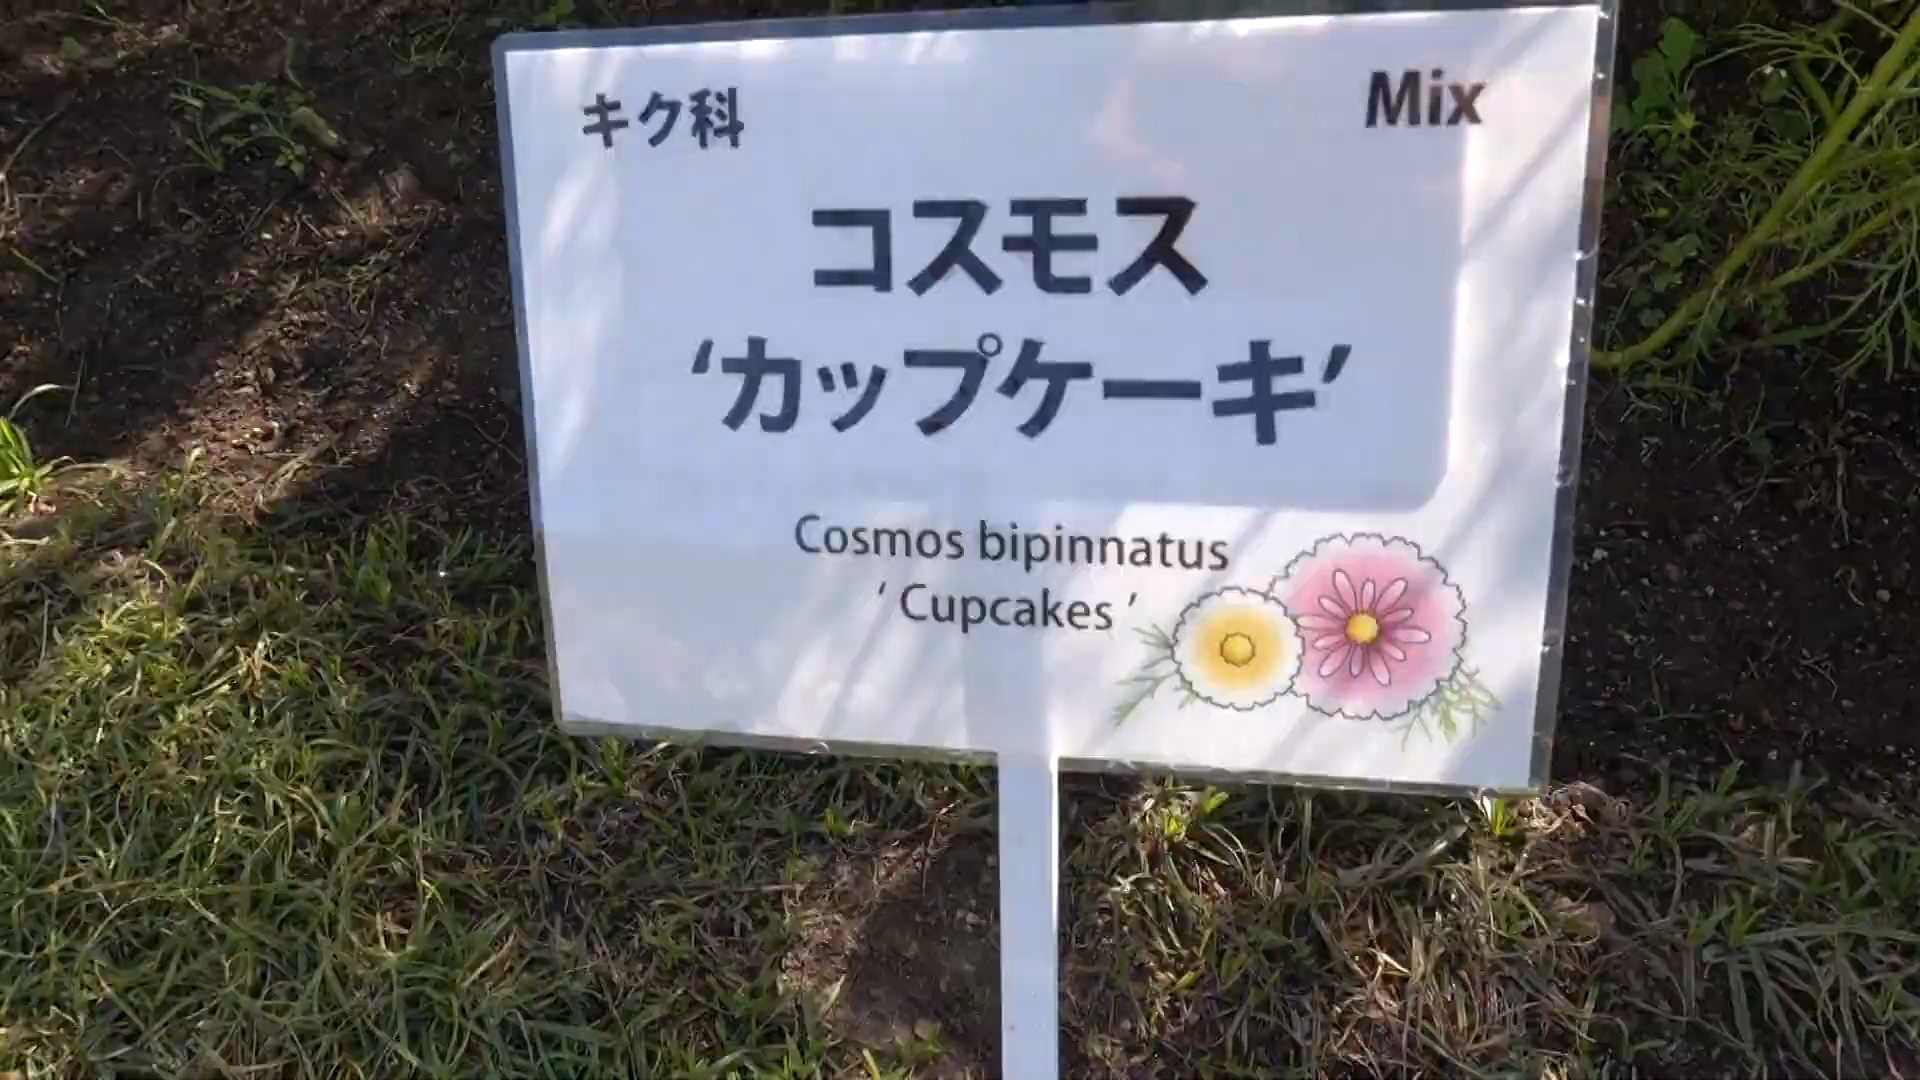 キク科
Mix
コスモス
‘カップケーキ’
Cosmos bipinnatus
‘ Cupcakes ’